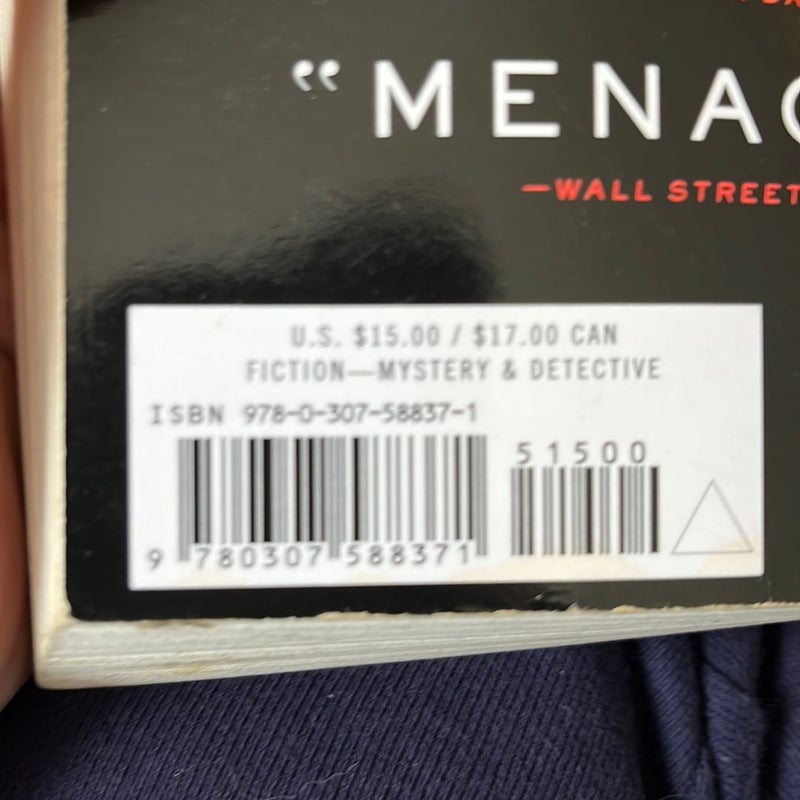 “MENAC
—WALL STREET
U.S. $15.00 / $17.00 CAN
FICTION—MYSTERY & DETECTIVE
ISBN 978-0-307-58837-1
51500
9 780307 588371